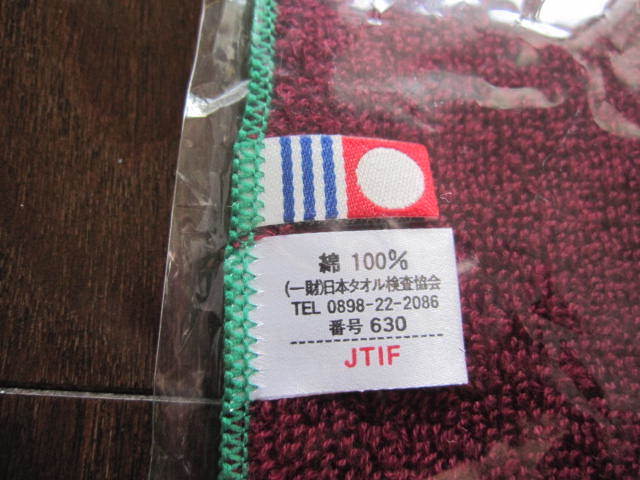 綿 100%
(一財)日本タオル検査協会
TEL 0898-22-2086
番号 630
JTIF